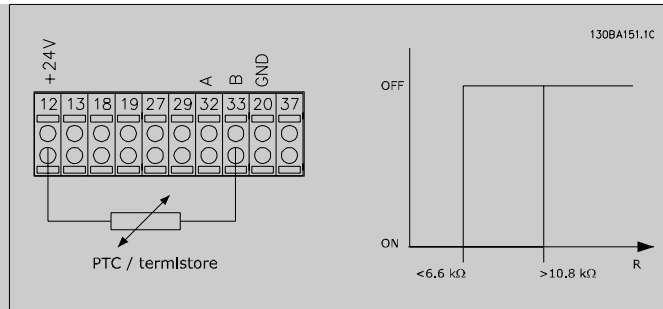 130BA151.10
+24V
A
B
GND
12 13 18 19 27 29 32 33 20 37
PTC / termistore
OFF
ON
<6.6 kΩ
>10.8 kΩ
R